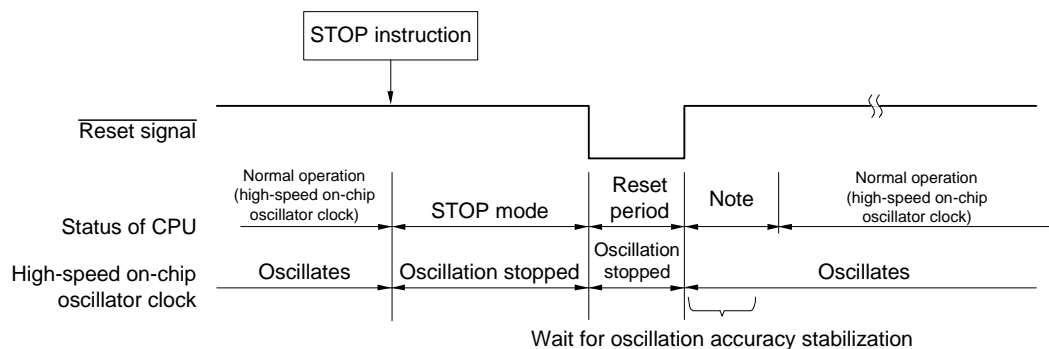 STOP instruction
Reset signal
Status of CPU
Normal operation
(high-speed on-chip
oscillator clock)
STOP mode
Reset
period
Note
Normal operation
(high-speed on-chip
oscillator clock)
High-speed on-chip
oscillator clock
Oscillates
Oscillation stopped
Oscillation
stopped
Oscillates
Wait for oscillation accuracy stabilization